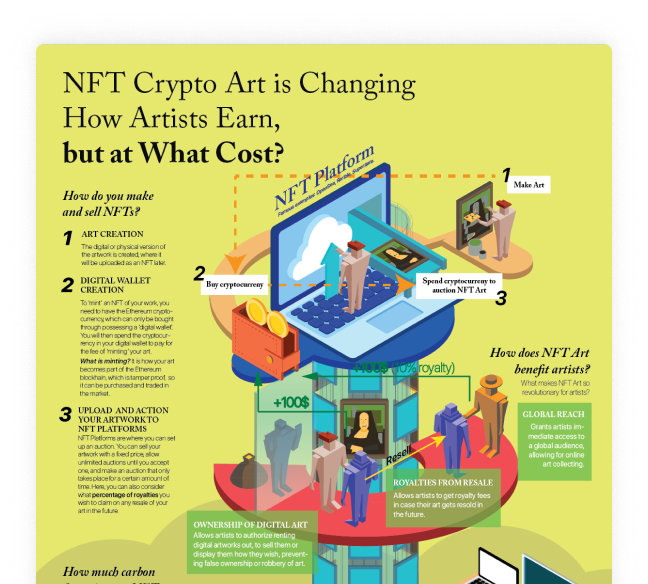 NFT Crypto Art is Changing
How Artists Earn,
but at What Cost?
How do you make
and sell NFTs?
1 ART CREATION
The digital or physical version of
the artwork is created, where it
will be uploaded as an NFT later.
2 DIGITAL WALLET
CREATION
To 'mint' an NFT of your work, you
need to have the Ethereum crypto-
currency, which can only be bought
through possessing a 'digital wallet'.
You will then spend the cryptocur-
rency in your digital wallet to pay for
the fee of 'minting' your art.
What is minting? It is how your art
becomes part of the Ethereum
blockchain, which is tamper proof, so
it can be purchased and traded in
the market.
3 UPLOAD AND ACTION
YOUR ARTWORK TO
NFT PLATFORMS
NFT Platforms are where you can set
up an auction. You can sell your
artwork with a fixed price, allow
unlimited auctions until you accept
one, and make an auction that only
takes place for a certain amount of
time. Here, you can also consider
what percentage of royalties you
wish to claim on any resale of your
art in the future.
How much carbon
NFT Platform
Famous examples: OpenSea, Rarible, Superrare.
1
Make Art
2
Buy cryptocurreny
Spend cryptocurreny to
auction NFT Art
3
+100$ (10% royalty)
+100$
Resell
How does NFT Art
benefit artists?
What makes NFT Art so
revolutionary for artists?
GLOBAL REACH
Grants artists im-
mediate access to
a global audience,
allowing for online
art collecting.
ROYALTIES FROM RESALE
Allows artists to get royalty fees
in case their art gets resold in
the future.
OWNERSHIP OF DIGITAL ART
Allows artists to authorize renting
digital artworks out, to sell them or
display them how they wish, prevent-
ing false ownership or robbery of art.